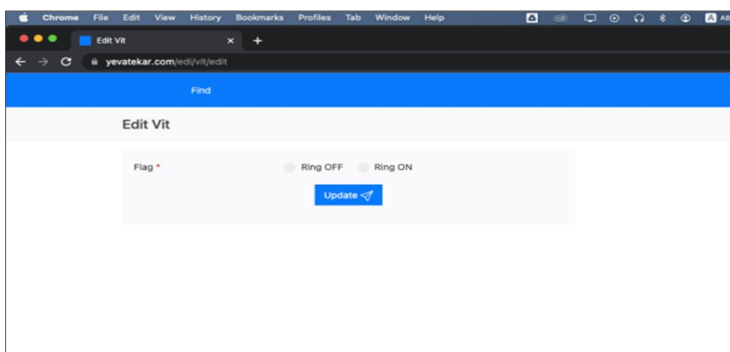 Chrome File Edit View History Bookmarks Profiles Tab Window Help A AB
Edit Vit × +
yevatekar.com/edi/vit/edit
Find
Edit Vit
Flag * Ring OFF Ring ON
Update